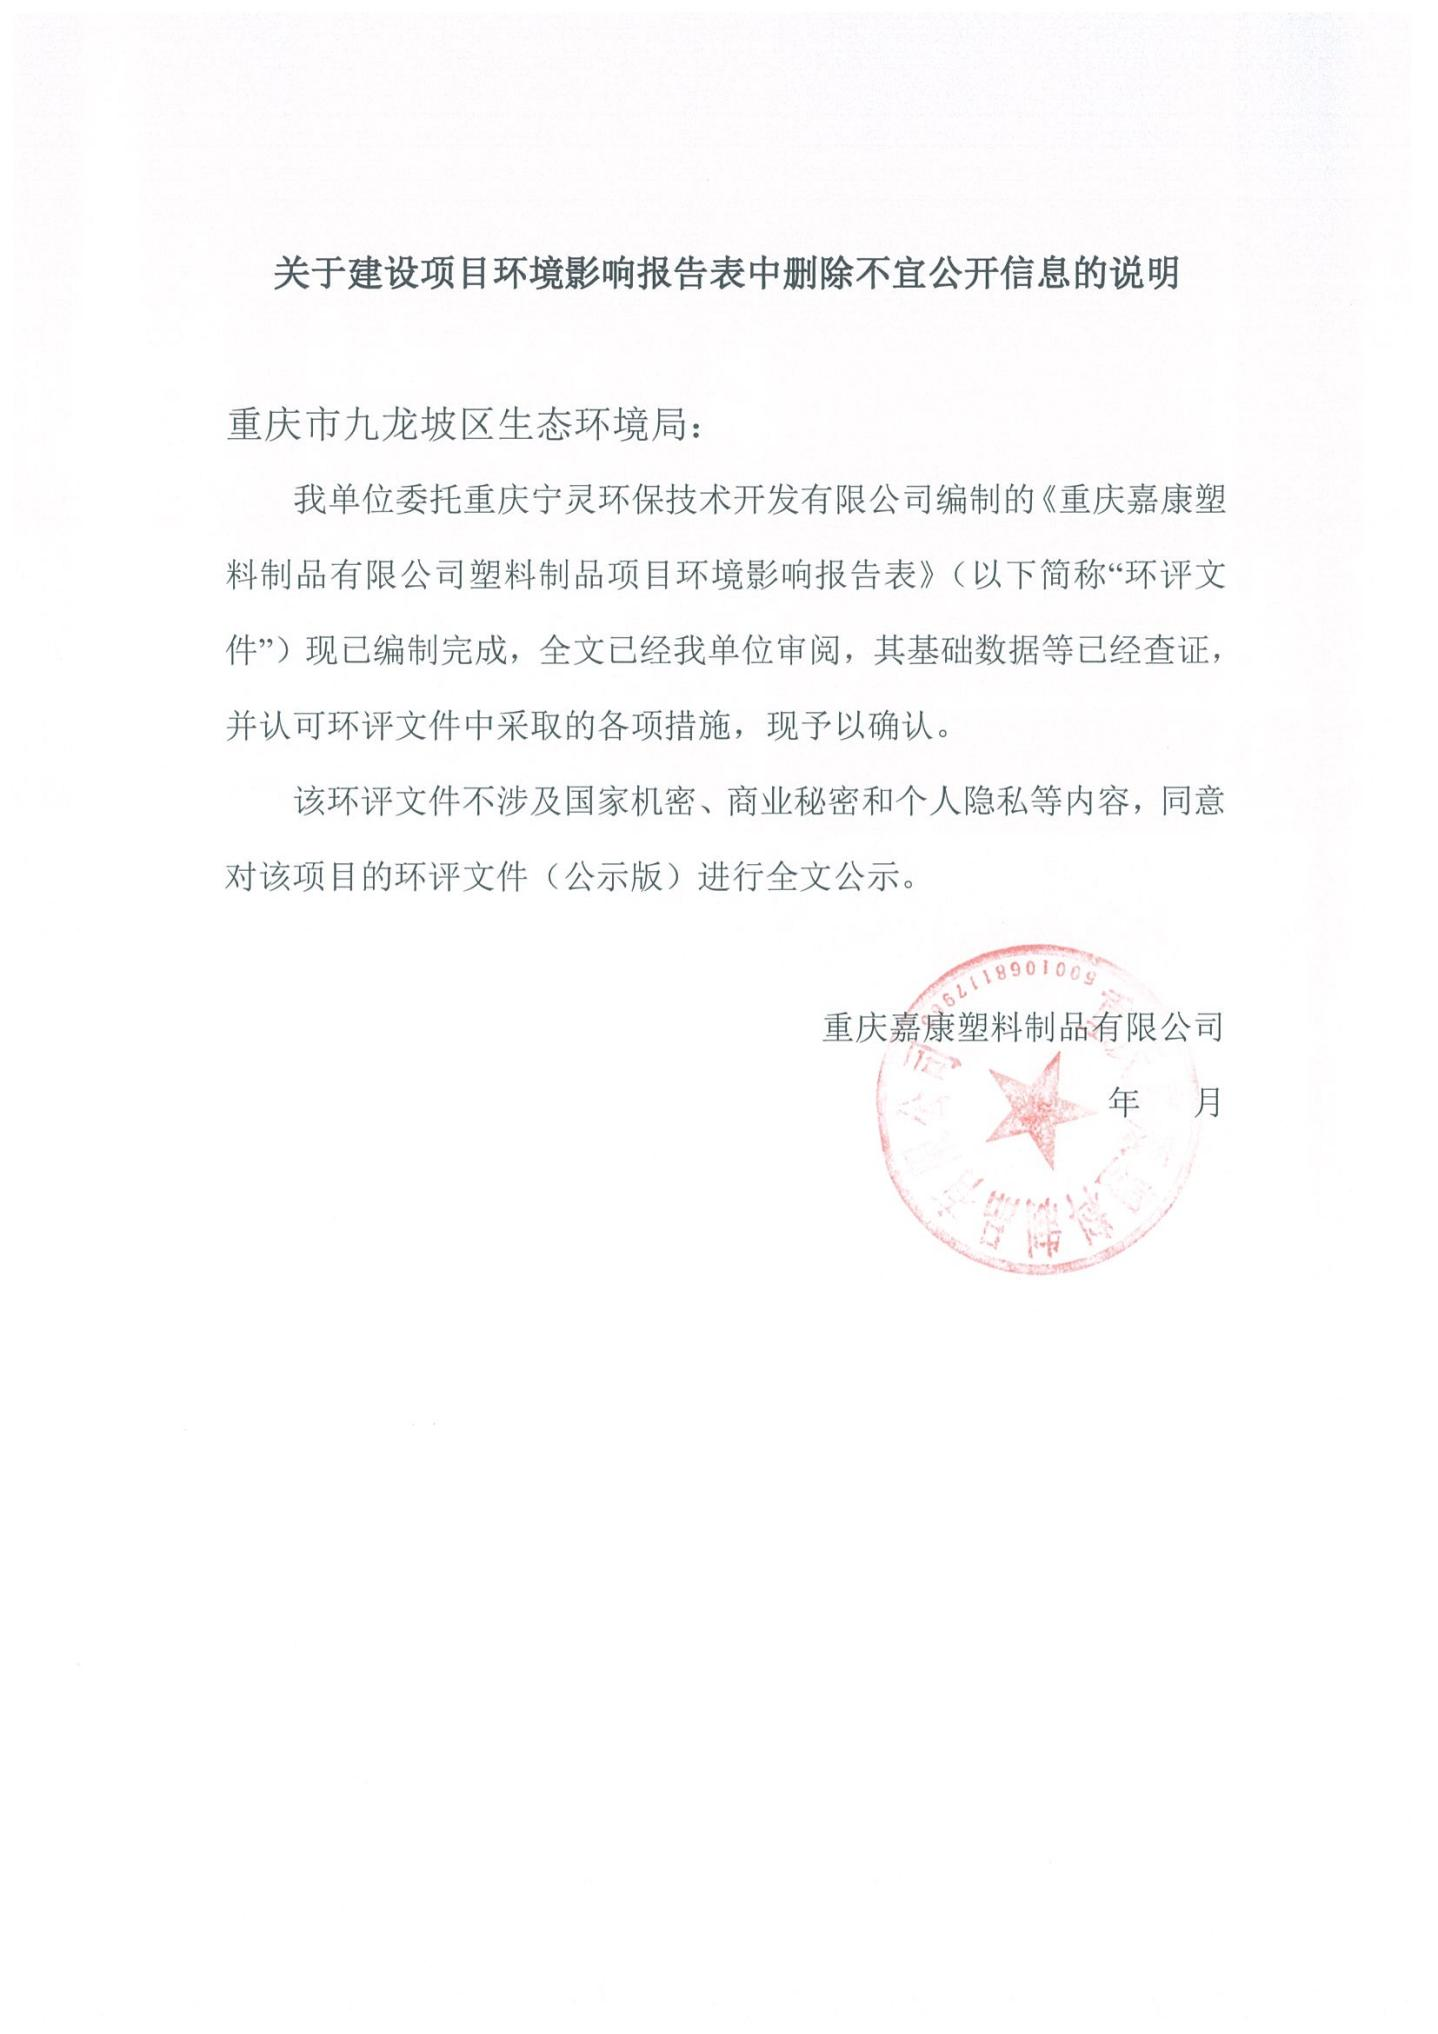 关于建设项目环境影响报告表中删除不宜公开信息的说明
重庆市九龙坡区生态环境局：
我单位委托重庆宁灵环保技术开发有限公司编制的《重庆嘉康塑
料制品有限公司塑料制品项目环境影响报告表》（以下简称“环评文
件”）现已编制完成，全文已经我单位审阅，其基础数据等已经查证，
并认可环评文件中采取的各项措施，现予以确认。
该环评文件不涉及国家机密、商业秘密和个人隐私等内容，同意
对该项目的环评文件（公示版）进行全文公示。
重庆嘉康塑料制品有限公司
年 月
塑料制品有限公司